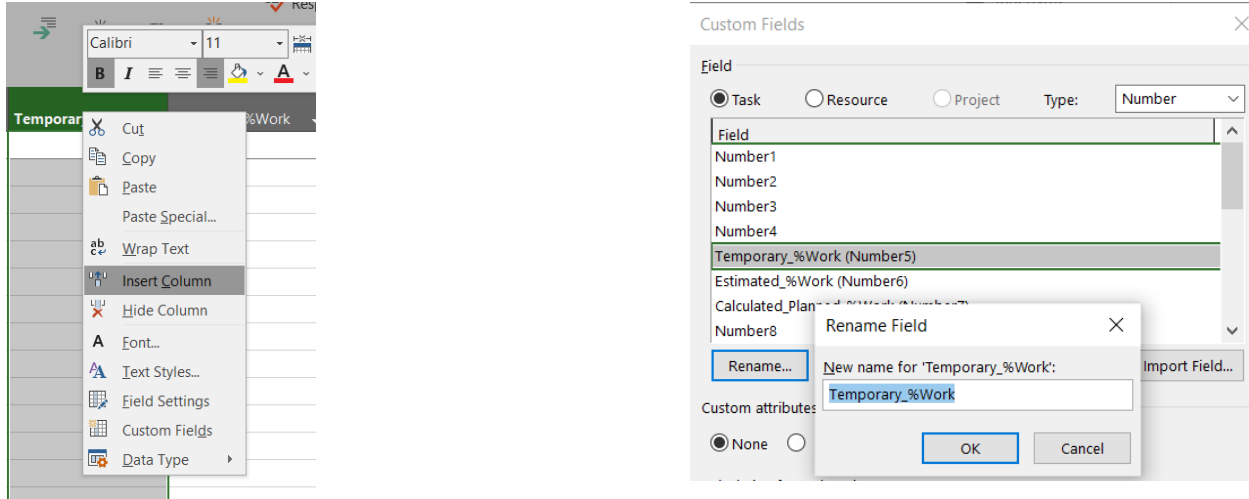 Calibri
11
B I A
Temporar
%Work
Cut
Copy
Paste
Paste Special...
Wrap Text
Insert Column
Hide Column
A Font...
Text Styles...
Field Settings
Custom Fields
Data Type
Custom Fields
Field
Task Resource Project Type: Number
Field
Number1
Number2
Number3
Number4
Temporary_%Work (Number5)
Estimated_%Work (Number6)
Number8
Rename...
Import Field...
Custom attributes
None
Rename Field
New name for 'Temporary_%Work':
Temporary_%Work
OK Cancel